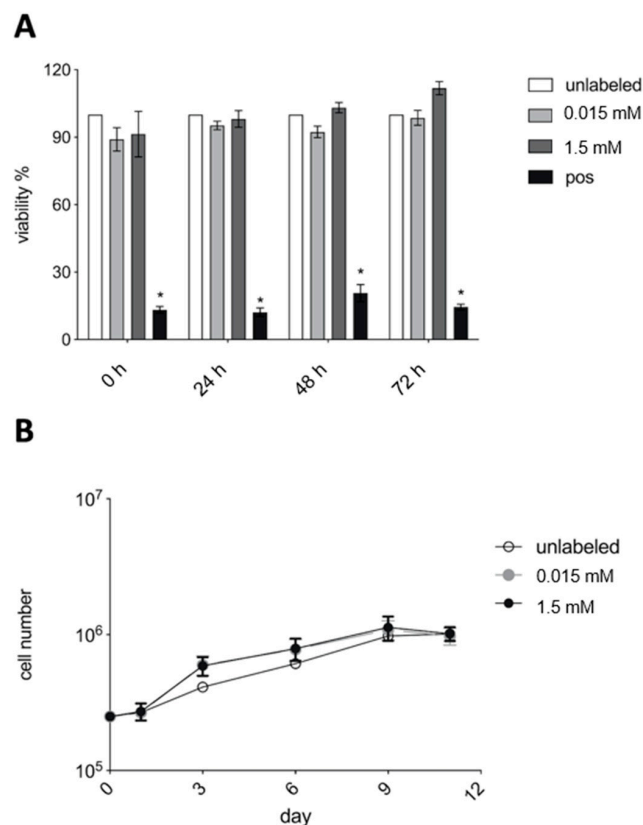 A
120
90
60
30
0
viability %
* * * *
0 h 24 h 48 h 72 h
unlabeled
0.015 mM
1.5 mM
pos
B
10⁷
10⁶
10⁵
cell number
0 3 6 9 12
day
unlabeled
0.015 mM
1.5 mM